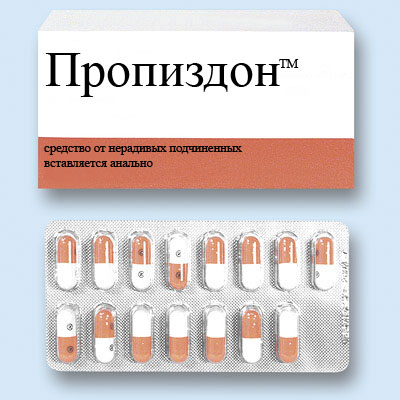 Пропиздон™
средство от нерадивых подчиненных
вставляется анально